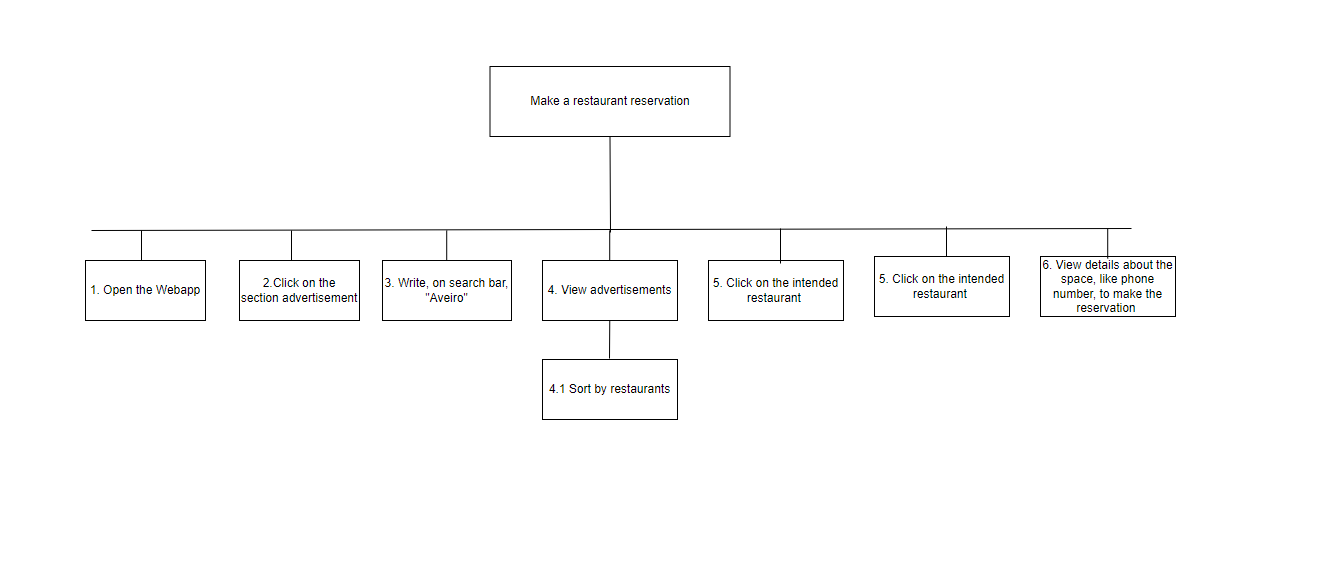 Make a restaurant reservation
1. Open the Webapp
2.Click on the
section advertisement
3. Write, on search bar,
"Aveiro"
4. View advertisements
5. Click on the intended
restaurant
5. Click on the intended
restaurant
6. View details about the
space, like phone
number, to make the
reservation
4.1 Sort by restaurants